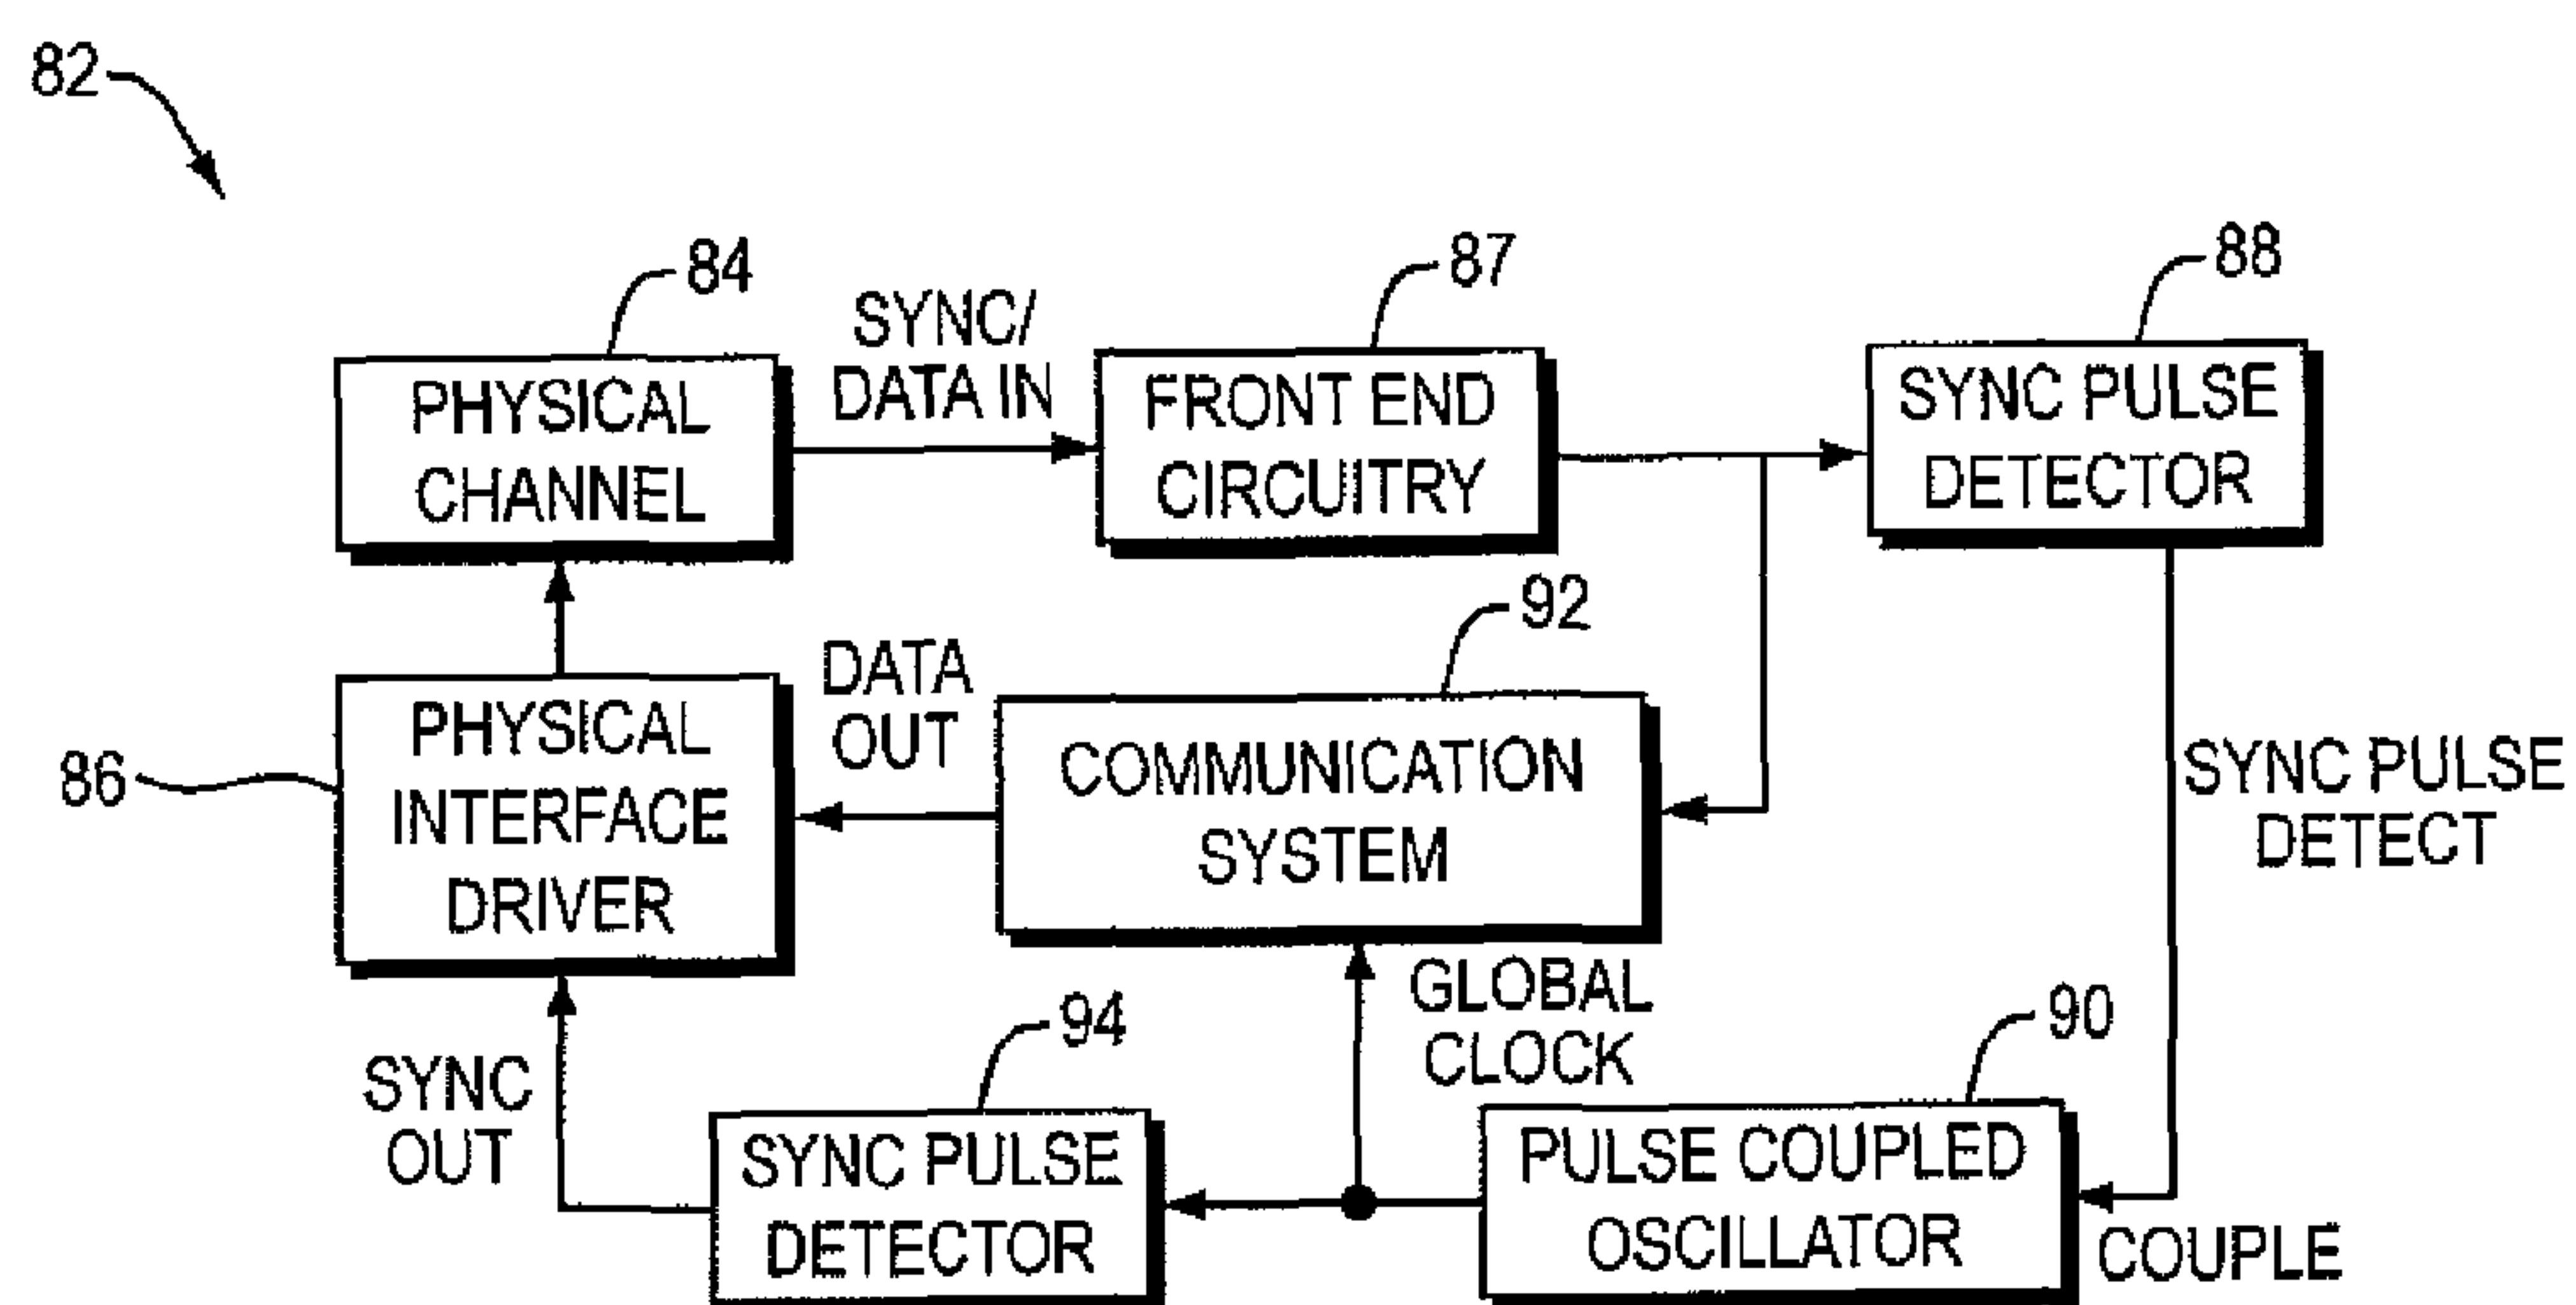 82
84
87
88
SYNC/
DATA IN
PHYSICAL
CHANNEL
FRONT END
CIRCUITRY
SYNC PULSE
DETECTOR
92
DATA
OUT
86
PHYSICAL
INTERFACE
DRIVER
COMMUNICATION
SYSTEM
SYNC PULSE
DETECT
GLOBAL
CLOCK
94
90
SYNC
OUT
SYNC PULSE
DETECTOR
PULSE COUPLED
OSCILLATOR
COUPLE